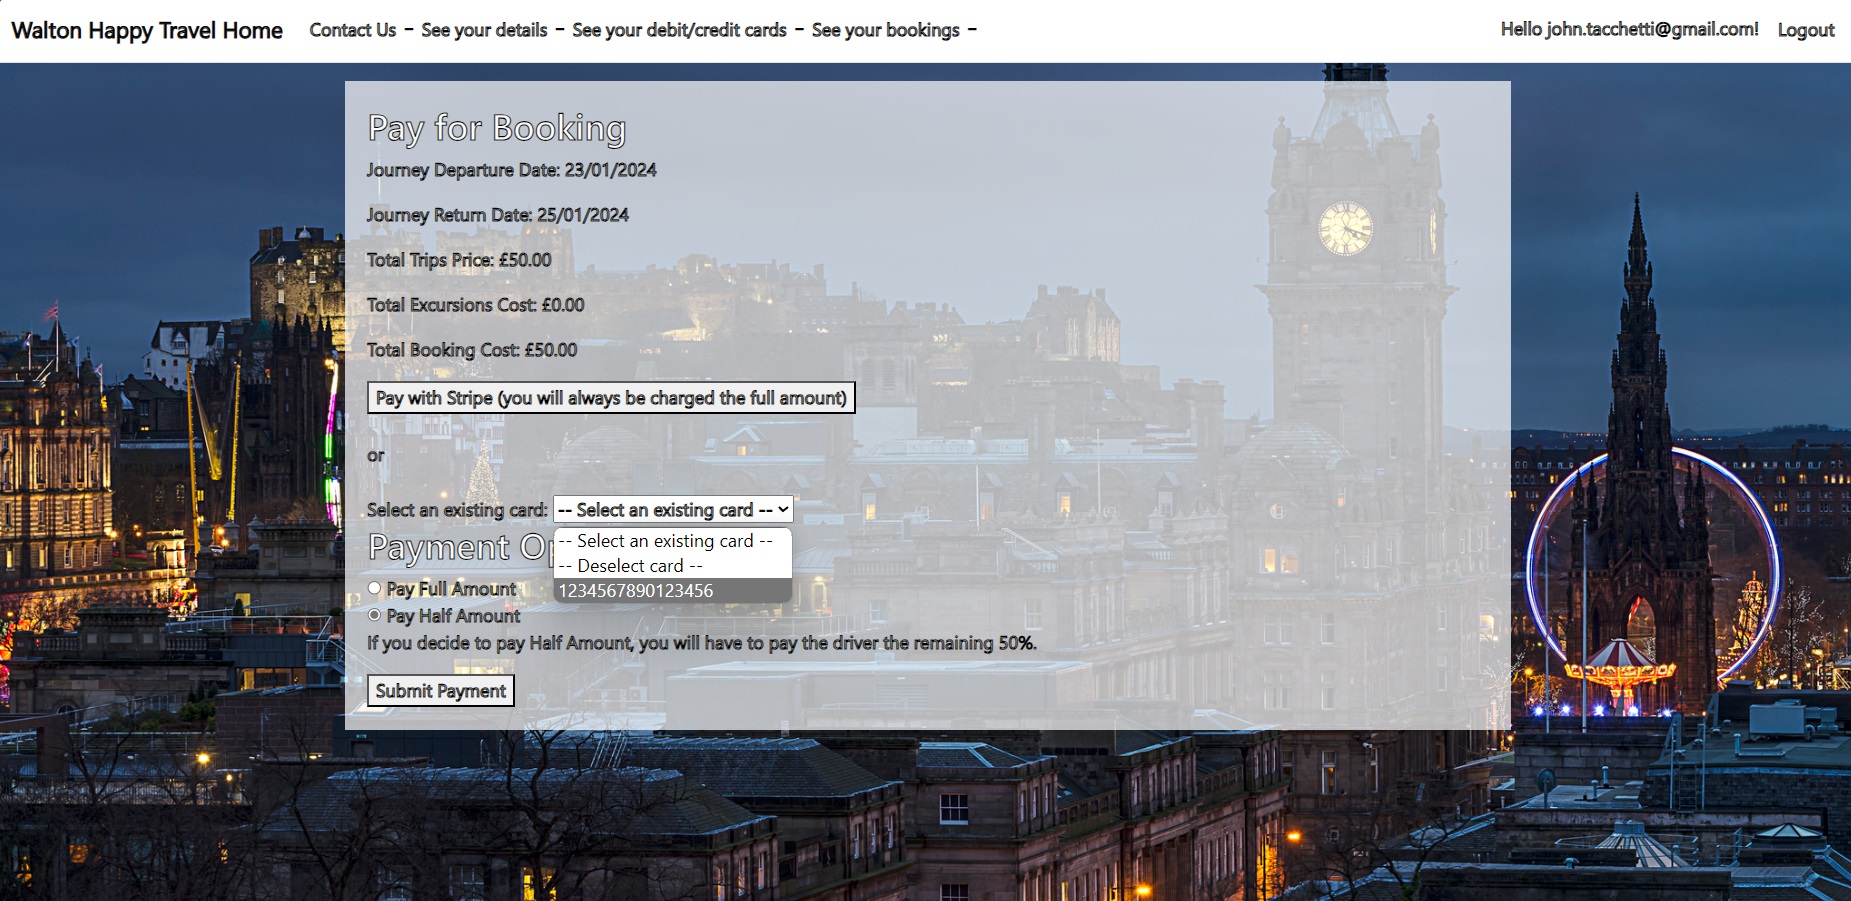 Walton Happy Travel Home Contact Us - See your details - See your debit/credit cards - See your bookings - Hello john.tacchetti@gmail.com! Logout
Pay for Booking
Journey Departure Date: 23/01/2024
Journey Return Date: 25/01/2024
Total Trips Price: £50.00
Total Excursions Cost: £0.00
Total Booking Cost: £50.00
Pay with Stripe (you will always be charged the full amount)
or
Select an existing card: -- Select an existing card --
-- Select an existing card --
-- Deselect card --
1234567890123456
Payment
Pay Full Amount
Pay Half Amount
If you decide to pay Half Amount, you will have to pay the driver the remaining 50%.
Submit Payment